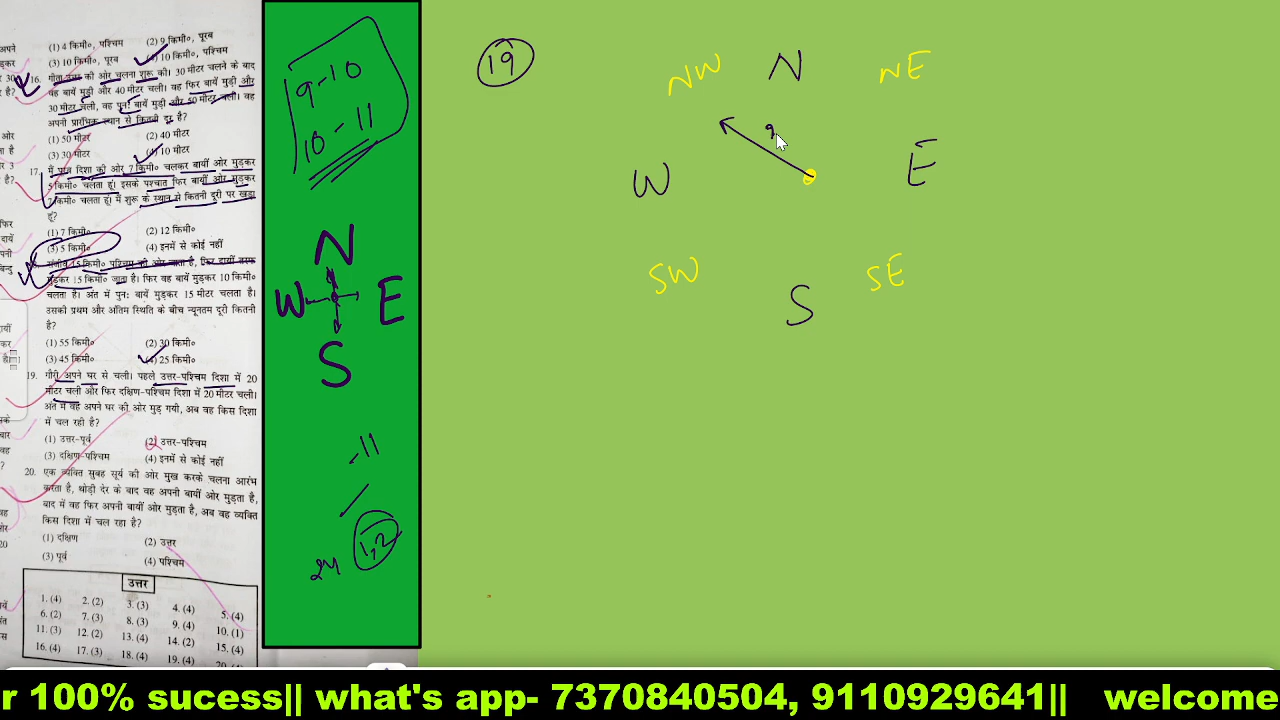 (1) 4 किमी०, पश्चिम (2) 9 किमी०, पूरब
(3) 10 किमी०, पूरब 10 किमी०, पश्चिम
16. गीता उत्तर की ओर चलना शुरू की। 30 मीटर चलने के बाद
वह बायें मुड़ी और 40 मीटर चली। वह फिर बायें मुड़ी और
30 मीटर चली, वह पुनः बायें मुड़ी और 50 मीटर चली। वह
अपनी प्रारंभिक स्थान से कितनी दूर है?
(1) 50 मीटर (2) 40 मीटर
(3) 30 मीटर (4) 10 मीटर
17. मैं पूरब दिशा की ओर 7 किमी० चलकर बायीं ओर मुड़कर
5 किमी० चलता हूं। इसके पश्चात फिर बायीं ओर मुड़कर
7 किमी० चलता हूं। मैं शुरू के स्थान से कितनी दूरी पर खड़ा
हूं?
(1) 7 किमी० (2) 12 किमी०
(3) 5 किमी० (4) इनमें से कोई नहीं
15 किमी० पश्चिम की ओर जाता है, फिर दायीं तरफ
मुड़कर 15 किमी० जाता है। फिर वह बायें मुड़कर 10 किमी०
चलता है। अंत में पुनः बायें मुड़कर 15 मीटर चलता है।
उसकी प्रथम और अंतिम स्थिति के बीच न्यूनतम दूरी कितनी
है?
(1) 55 किमी० (2) 30 किमी०
(3) 45 किमी० (4) 25 किमी०
19. गौरी अपने घर से चली। पहले उत्तर-पश्चिम दिशा में 20
मीटर चली और फिर दक्षिण-पश्चिम दिशा में 20 मीटर चली।
अंत में वह अपने घर की ओर मुड़ गयी, अब वह किस दिशा
में चल रही है?
(1) उत्तर-पूर्व (2) उत्तर-पश्चिम
(3) दक्षिण-पश्चिम (4) इनमें से कोई नहीं
20. एक व्यक्ति सुबह सूर्य की ओर मुख करके चलना आरंभ
करता है, थोड़ी देर के बाद वह अपनी बायीं ओर मुड़ता है,
बाद में वह फिर अपनी बायीं ओर मुड़ता है, अब वह व्यक्ति
किस दिशा में चल रहा है?
(1) दक्षिण (2) उत्तर
(3) पूर्व (4) पश्चिम
उत्तर
1. (4) 2. (2) 3. (3) 4. (4) 5. (4)
6. (2) 7. (3) 8. (3) 9. (4) 10. (1)
11. (3) 12. (2) 13. (4) 14. (2) 15. (4)
16. (4) 17. (3) 18. (4) 19. (4)
9-10
10-11
N
W E
S
-11
1,2
19
NW N NE
W E
SW S SE
r 100% sucess|| what's app- 7370840504, 9110929641|| welcome